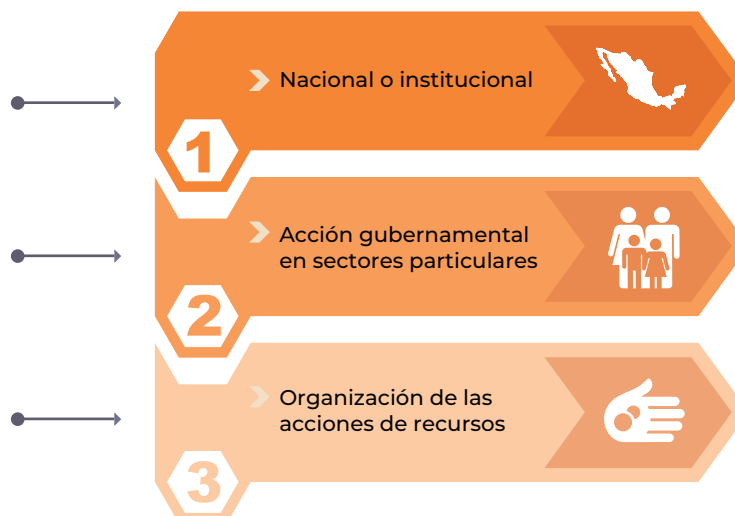 Nacional o institucional
1
Acción gubernamental
en sectores particulares
2
Organización de las
acciones de recursos
3